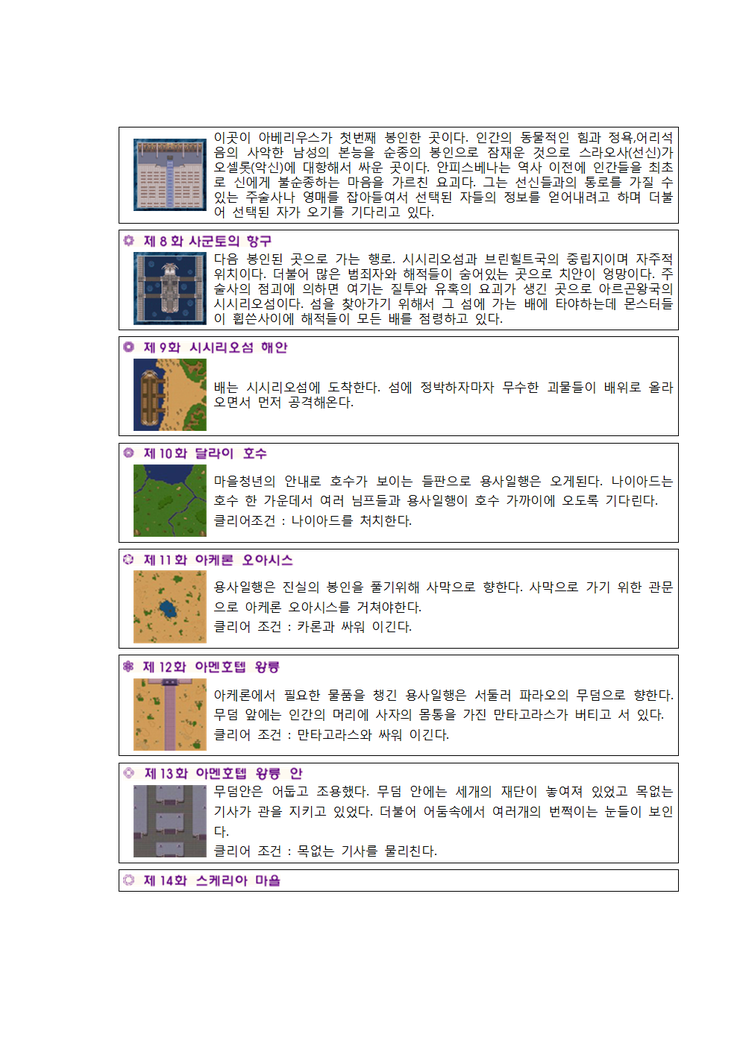 이곳이 아베리우스가 첫번째 봉인한 곳이다. 인간의 동물적인 힘과 정욕,어리석
음의 사악한 남성의 본능을 순종의 봉인으로 잠재운 것으로 스라오사(선신)가
오셀롯(악신)에 대항해서 싸운 곳이다. 안피스베나는 역사 이전에 인간들을 최초
로 신에게 불순종하는 마음을 가르친 요괴다. 그는 선신들과의 통로를 가질 수
있는 주술사나 영매를 잡아들여서 선택된 자들의 정보를 얻어내려고 하며 더불
어 선택된 자가 오기를 기다리고 있다.
제 8 화 사군토의 항구
다음 봉인된 곳으로 가는 행로. 시시리오섬과 브린힐트국의 중립지이며 자주적
위치이다. 더불어 많은 범죄자와 해적들이 숨어있는 곳으로 치안이 엉망이다. 주
술사의 점괘에 의하면 여기는 질투와 유혹의 요괴가 생긴 곳으로 아르곤왕국의
시시리오섬이다. 섬을 찾아가기 위해서 그 섬에 가는 배에 타야하는데 몬스터들
이 휩쓴사이에 해적들이 모든 배를 점령하고 있다.
제 9화 시시리오섬 해안
배는 시시리오섬에 도착한다. 섬에 정박하자마자 무수한 괴물들이 배위로 올라
오면서 먼저 공격해온다.
제 10화 달라이 호수
마을청년의 안내로 호수가 보이는 들판으로 용사일행은 오게된다. 나이아드는
호수 한 가운데서 여러 님프들과 용사일행이 호수 가까이에 오도록 기다린다.
클리어조건 : 나이아드를 처치한다.
제 11화 아케론 오아시스
용사일행은 진실의 봉인을 풀기위해 사막으로 향한다. 사막으로 가기 위한 관문
으로 아케론 오아시스를 거쳐야한다.
클리어 조건 : 카론과 싸워 이긴다.
제 12화 아멘호텝 왕릉
아케론에서 필요한 물품을 챙긴 용사일행은 서둘러 파라오의 무덤으로 향한다.
무덤 앞에는 인간의 머리에 사자의 몸통을 가진 만타고라스가 버티고 서 있다.
클리어 조건 : 만타고라스와 싸워 이긴다.
제 13화 아멘호텝 왕릉 안
무덤안은 어둡고 조용했다. 무덤 안에는 세개의 재단이 놓여져 있었고 목없는
기사가 관을 지키고 있었다. 더불어 어둠속에서 여러개의 번쩍이는 눈들이 보인
다.
클리어 조건 : 목없는 기사를 물리친다.
제 14화 스케리아 마을